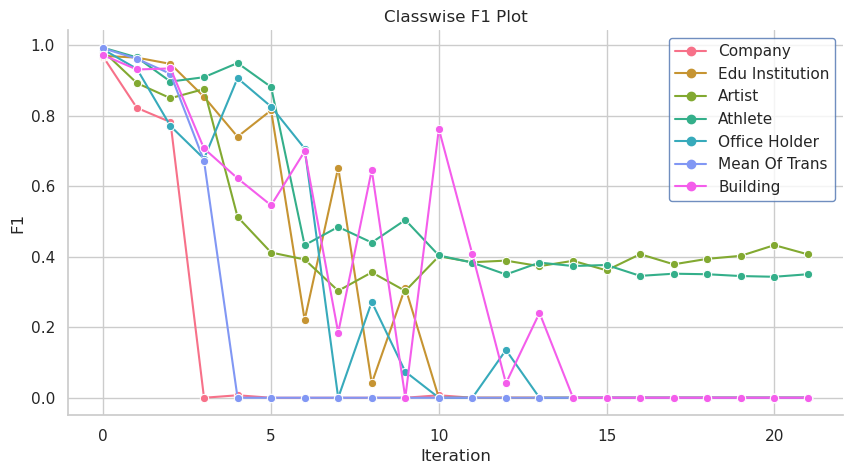 Classwise F1 Plot
1.0
0.8
0.6
0.4
0.2
0.0
F1
0
5
10
15
20
Iteration
Company
Edu Institution
Artist
Athlete
Office Holder
Mean Of Trans
Building